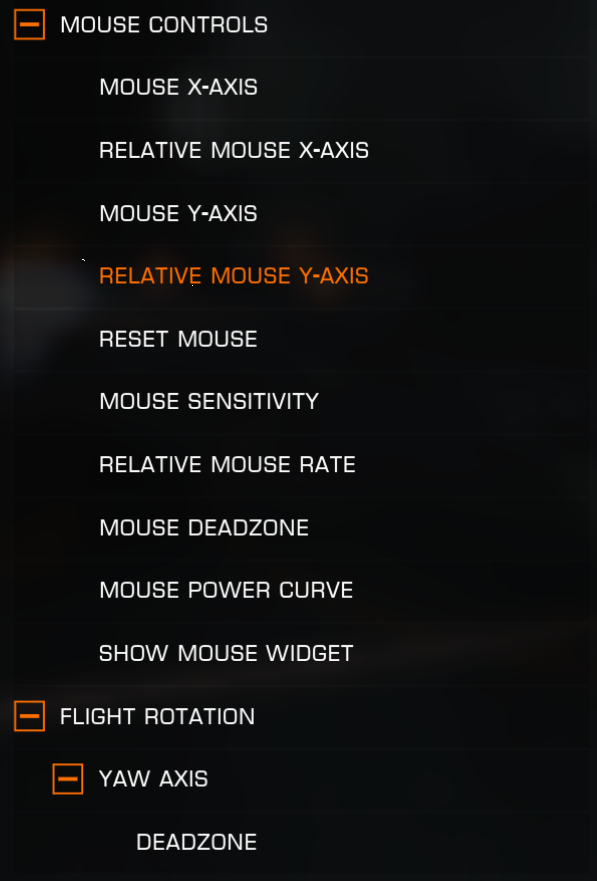 MOUSE CONTROLS
MOUSE X-AXIS
RELATIVE MOUSE X-AXIS
MOUSE Y-AXIS
RELATIVE MOUSE Y-AXIS
RESET MOUSE
MOUSE SENSITIVITY
RELATIVE MOUSE RATE
MOUSE DEADZONE
MOUSE POWER CURVE
SHOW MOUSE WIDGET
FLIGHT ROTATION
YAW AXIS
DEADZONE